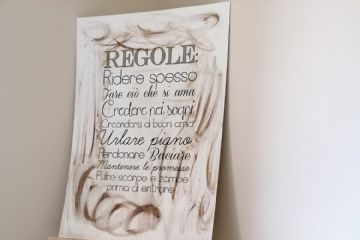 REGOLE:
Ridere spesso
Fare ciò che si ama
Credere nei sogni
Circondarsi di buoni amici
Urlare piano
Perdonare Baciare
Mantenere le promesse
Pulire scarpe e zampe
prima di entrare